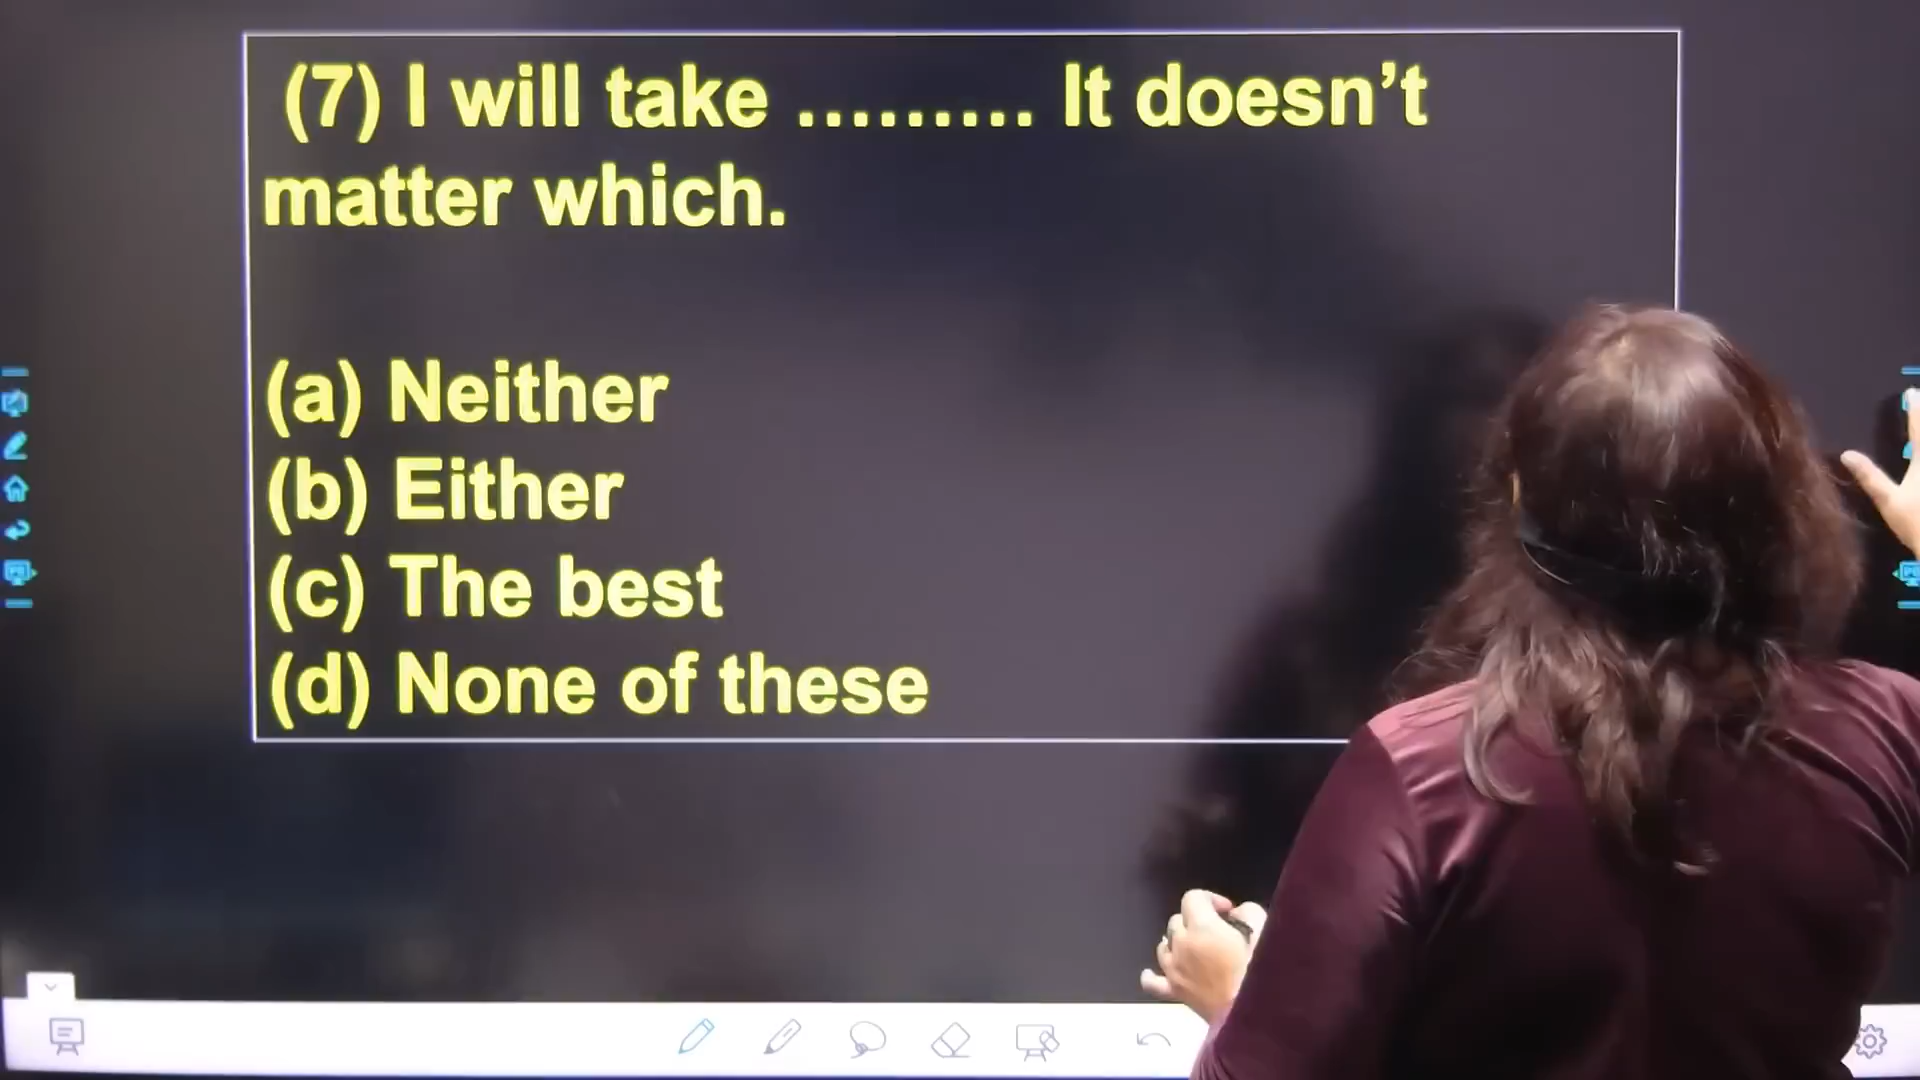 (7) I will take ......... It doesn’t
matter which.
(a) Neither
(b) Either
(c) The best
(d) None of these